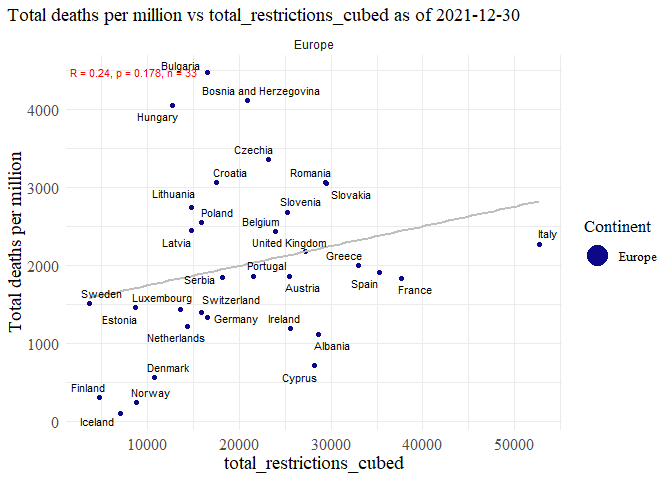 Total deaths per million vs total_restrictions_cubed as of 2021-12-30
Europe
Bulgaria
R = 0.24, p = 0.178, n = 33
Bosnia and Herzegovina
Hungary
Czechia
Croatia
Romania
Lithuania
Slovakia
Slovenia
Poland
Belgium
Latvia
United Kingdom
Italy
Greece
Portugal
Serbia
Austria
Spain
France
Sweden
Luxembourg
Switzerland
Estonia
Germany
Ireland
Netherlands
Albania
Denmark
Cyprus
Finland
Norway
Iceland
4000
3000
2000
1000
0
Total deaths per million
10000
20000
30000
40000
50000
total_restrictions_cubed
Continent
Europe